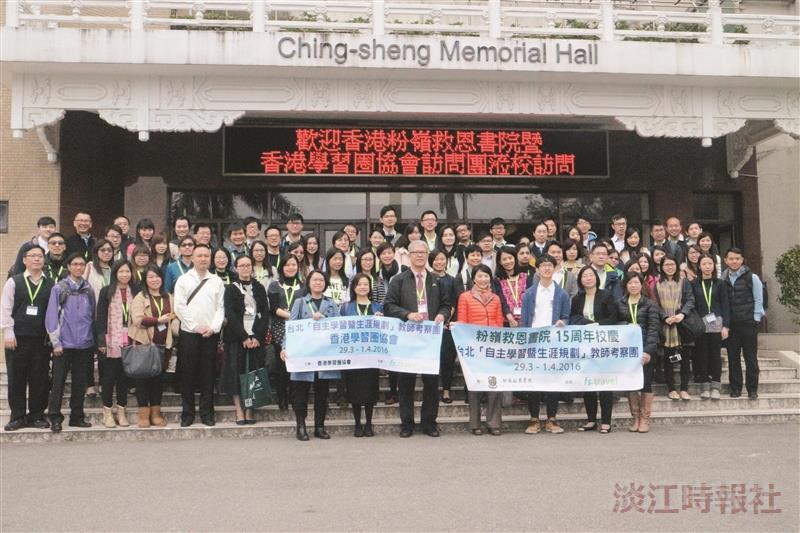 Ching-sheng Memorial Hall
歡迎香港粉嶺救恩書院暨
香港學習圈協會訪問團蒞校訪問
台北「自主學習暨生涯規劃」教師考察團
香港學習圈協會
29.3 - 1.4.2016
粉嶺救恩書院 15周年校慶
台北「自主學習暨生涯規劃」教師考察團
29.3 - 1.4.2016
fs.travel
淡江時報社